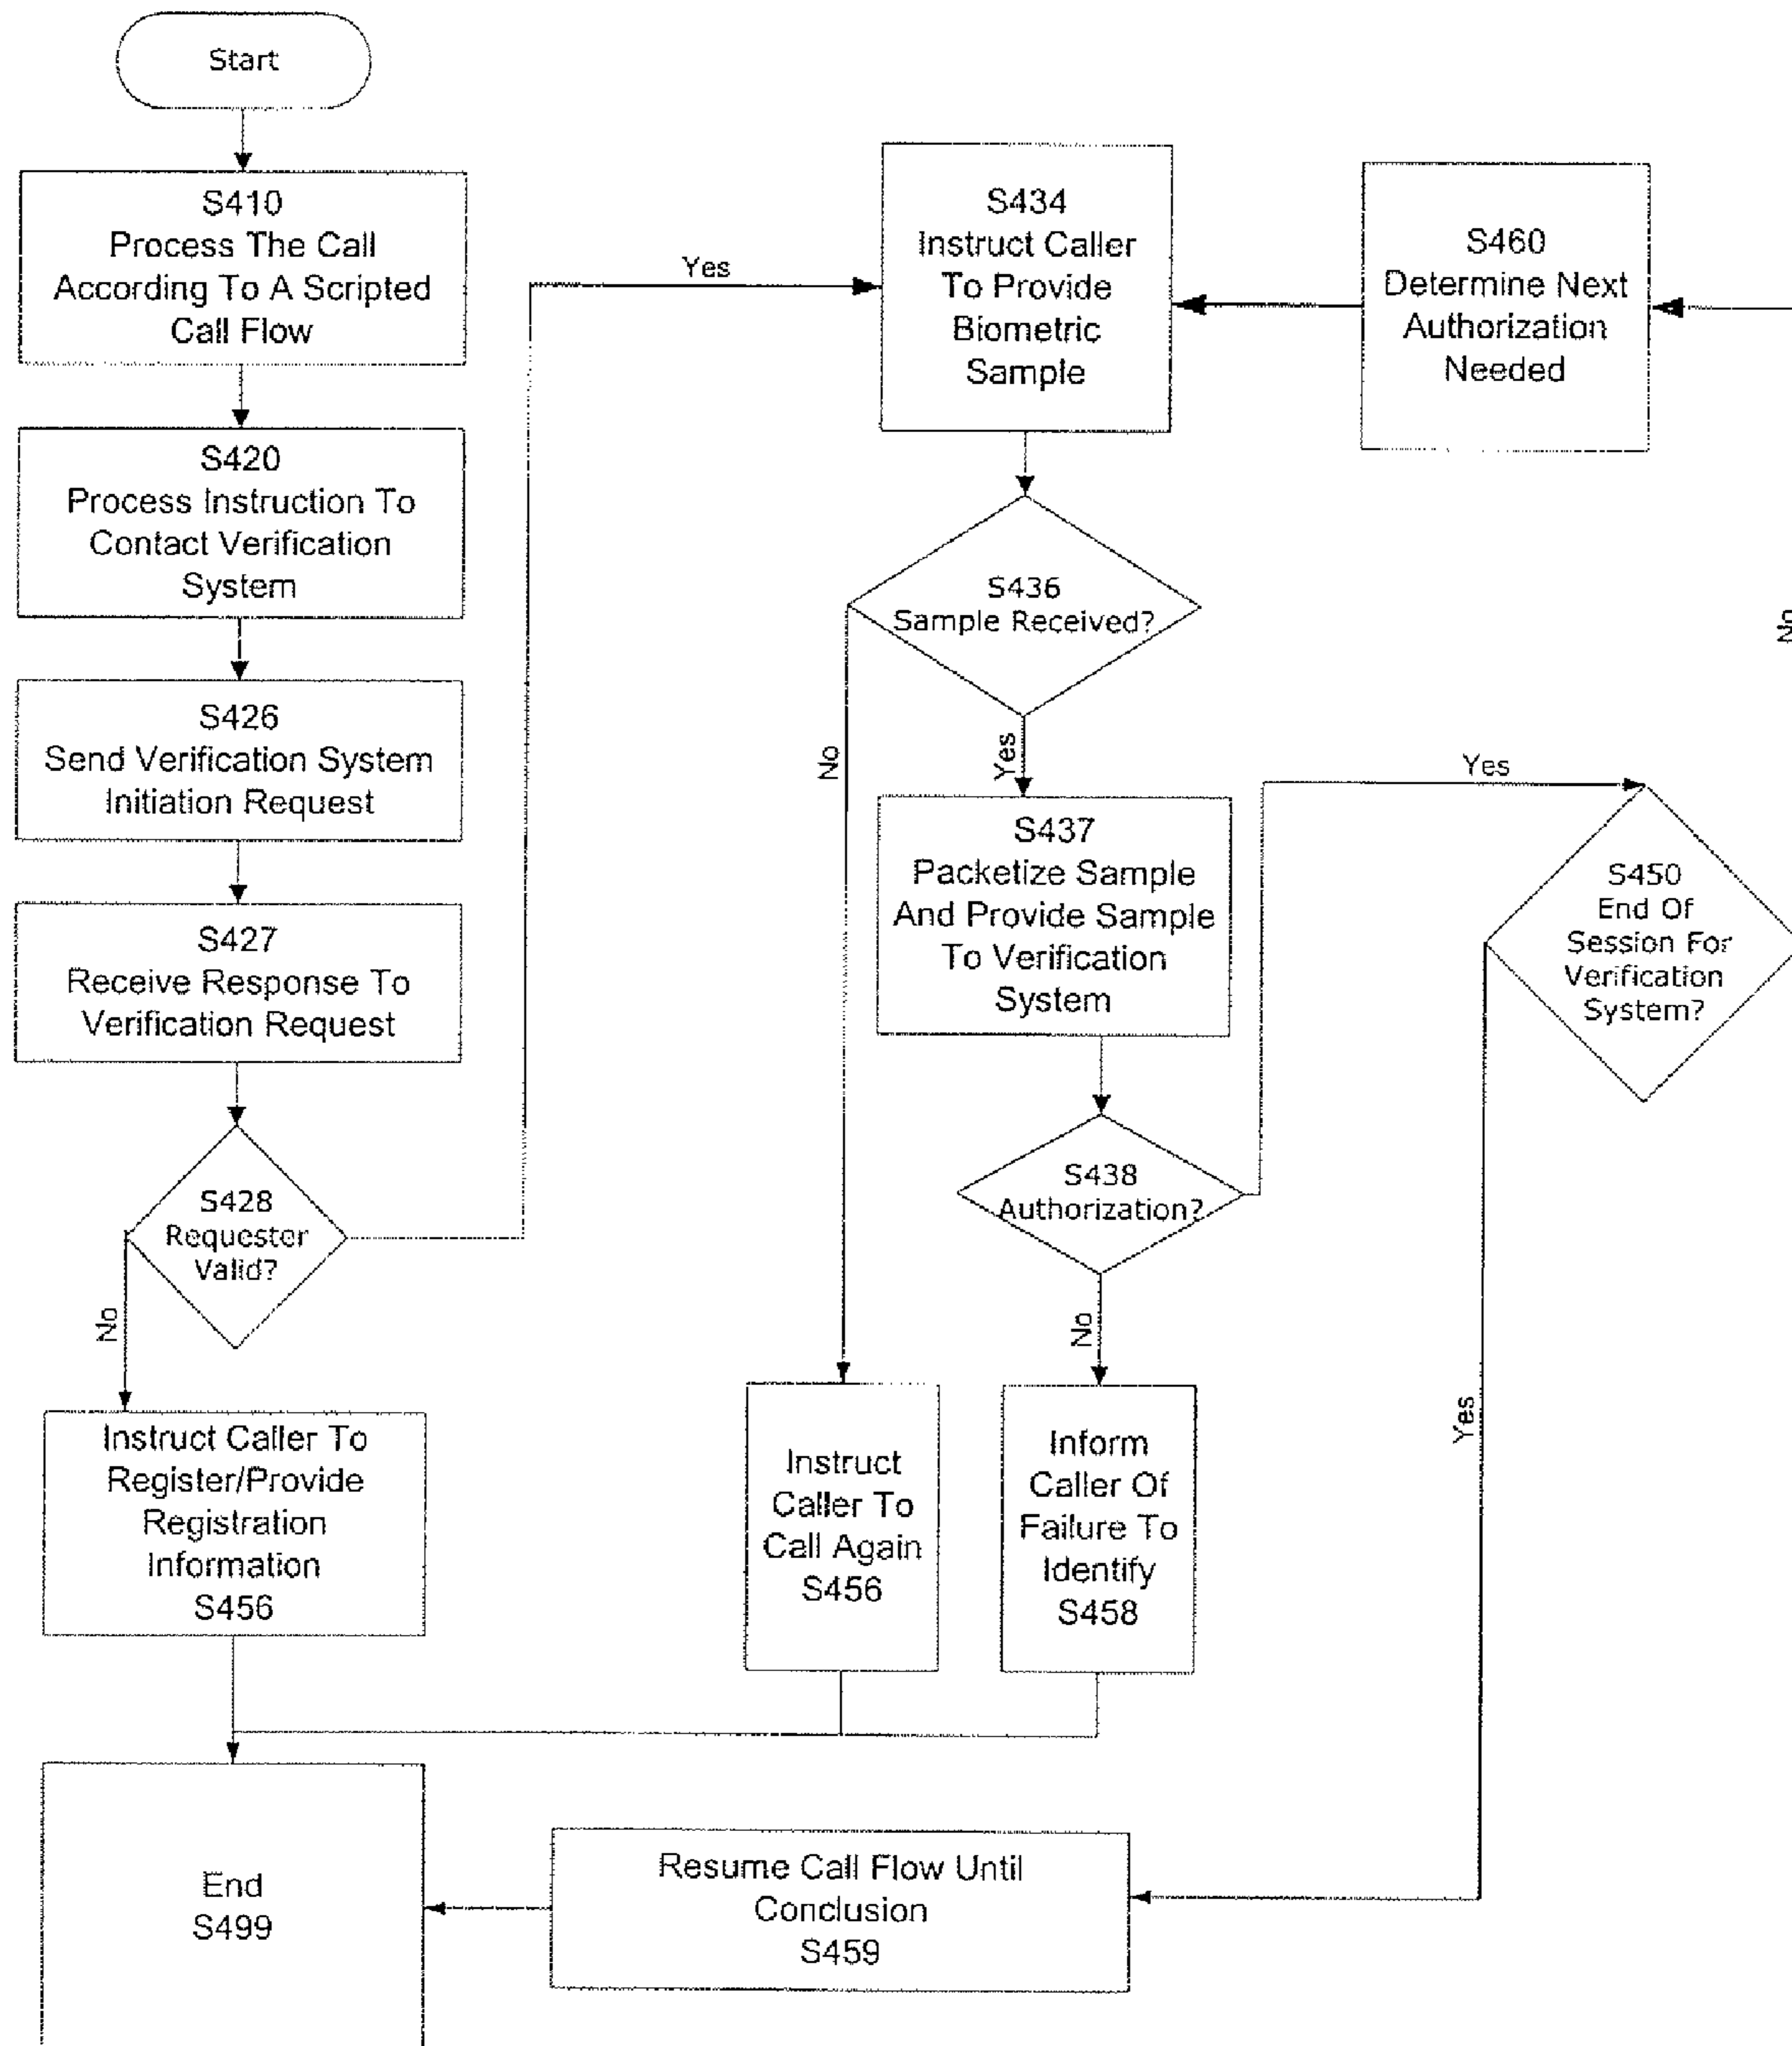 Start
S410
Process The Call
According To A Scripted
Call Flow
S420
Process Instruction To
Contact Verification
System
S426
Send Verification System
Initiation Request
S427
Receive Response To
Verification Request
S428
Requester
Valid?
No
Yes
Instruct Caller To
Register/Provide
Registration
Information
S456
S434
Instruct Caller
To Provide
Biometric
Sample
S460
Determine Next
Authorization
Needed
S436
Sample Received?
No
Yes
S437
Packetize Sample
And Provide Sample
To Verification
System
S438
Authorization?
Yes
No
S450
End Of
Session For
Verification
System?
No
Yes
Instruct
Caller To
Call Again
S456
Inform
Caller Of
Failure To
Identify
S458
Resume Call Flow Until
Conclusion
S459
End
S499